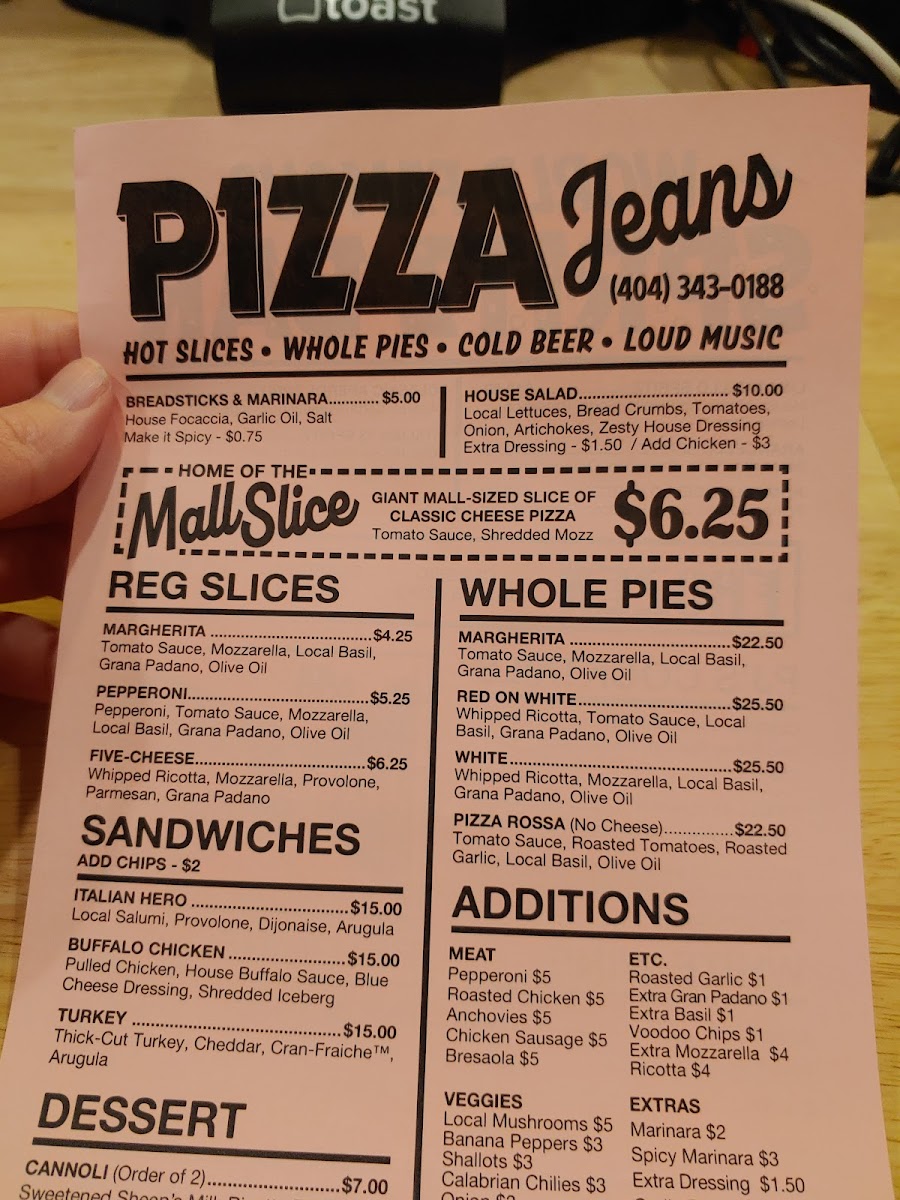 toast
PIZZA Jeans
(404) 343-0188
HOT SLICES • WHOLE PIES • COLD BEER • LOUD MUSIC
BREADSTICKS & MARINARA............ $5.00
House Focaccia, Garlic Oil, Salt
Make it Spicy - $0.75
HOUSE SALAD.................................... $10.00
Local Lettuces, Bread Crumbs, Tomatoes,
Onion, Artichokes, Zesty House Dressing
Extra Dressing - $1.50 / Add Chicken - $3
HOME OF THE
Mall Slice
GIANT MALL-SIZED SLICE OF
CLASSIC CHEESE PIZZA
Tomato Sauce, Shredded Mozz
$6.25
REG SLICES
MARGHERITA ......................................$4.25
Tomato Sauce, Mozzarella, Local Basil,
Grana Padano, Olive Oil
PEPPERONI...........................................$5.25
Pepperoni, Tomato Sauce, Mozzarella,
Local Basil, Grana Padano, Olive Oil
FIVE-CHEESE........................................$6.25
Whipped Ricotta, Mozzarella, Provolone,
Parmesan, Grana Padano
SANDWICHES
ADD CHIPS - $2
ITALIAN HERO .....................................$15.00
Local Salumi, Provolone, Dijonaise, Arugula
BUFFALO CHICKEN ............................$15.00
Pulled Chicken, House Buffalo Sauce, Blue
Cheese Dressing, Shredded Iceberg
TURKEY .................................................$15.00
Thick-Cut Turkey, Cheddar, Cran-Fraiche™,
Arugula
DESSERT
CANNOLI (Order of 2)...............................$7.00
WHOLE PIES
MARGHERITA ......................................$22.50
Tomato Sauce, Mozzarella, Local Basil,
Grana Padano, Olive Oil
RED ON WHITE....................................$25.50
Whipped Ricotta, Tomato Sauce, Local
Basil, Grana Padano, Olive Oil
WHITE....................................................$25.50
Whipped Ricotta, Mozzarella, Local Basil,
Grana Padano, Olive Oil
PIZZA ROSSA (No Cheese)................$22.50
Tomato Sauce, Roasted Tomatoes, Roasted
Garlic, Local Basil, Olive Oil
ADDITIONS
MEAT
Pepperoni $5
Roasted Chicken $5
Anchovies $5
Chicken Sausage $5
Bresaola $5
VEGGIES
Local Mushrooms $5
Banana Peppers $3
Shallots $3
Calabrian Chilies $3
ETC.
Roasted Garlic $1
Extra Gran Padano $1
Extra Basil $1
Voodoo Chips $1
Extra Mozzarella $4
Ricotta $4
EXTRAS
Marinara $2
Spicy Marinara $3
Extra Dressing $1.50